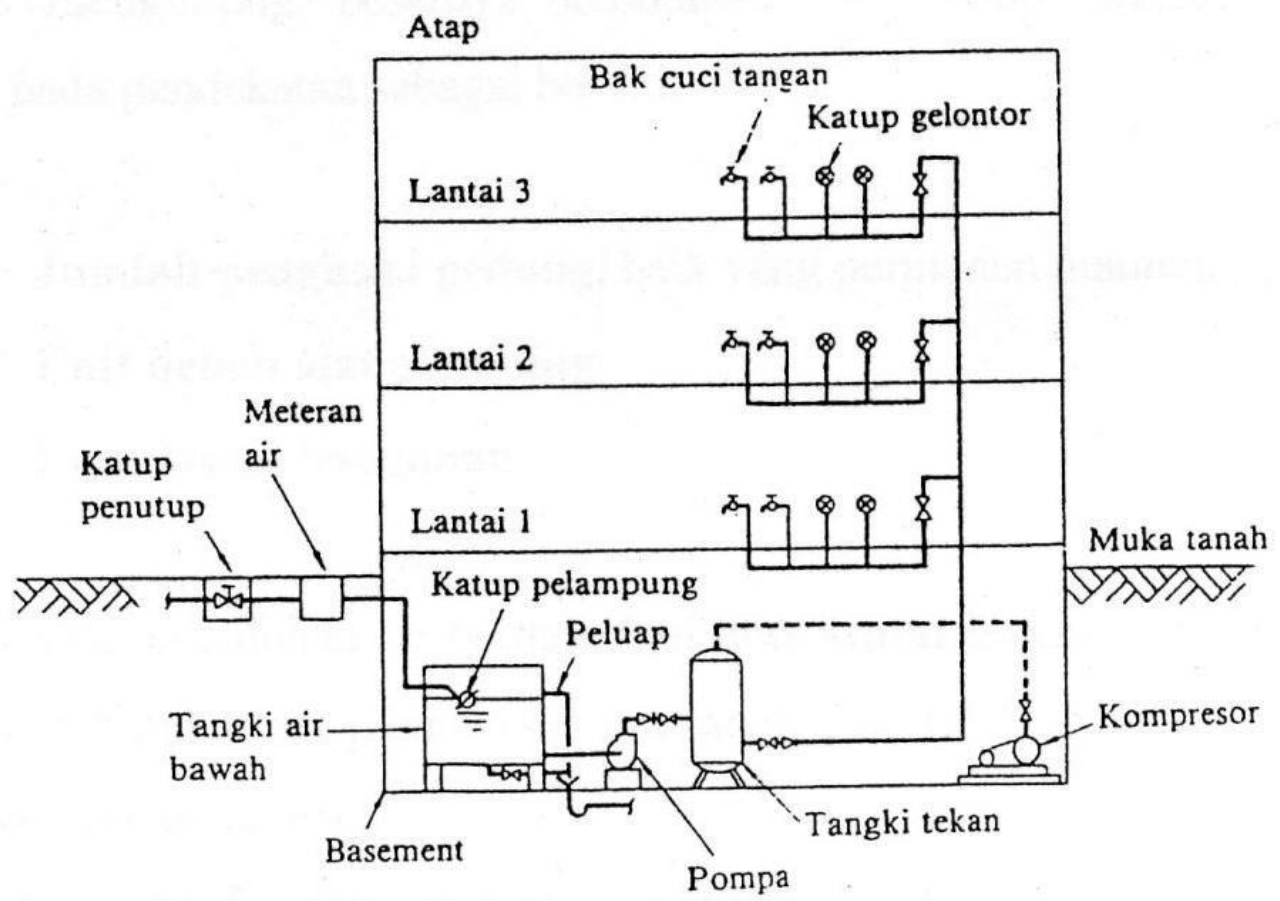 Atap
Bak cuci tangan
Katup gelontor
Lantai 3
Lantai 2
Meteran
air
Katup
penutup
Lantai 1
Muka tanah
Katup pelampung
Peluap
Tangki air
bawah
Kompresor
Tangki tekan
Basement
Pompa